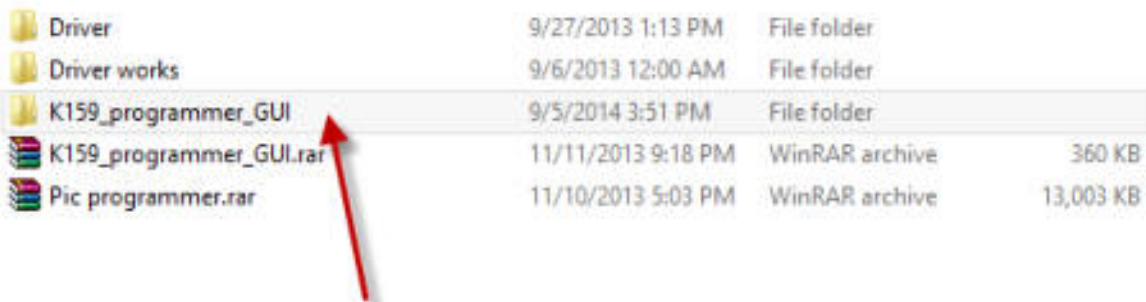 Driver 9/27/2013 1:13 PM File folder
Driver works 9/6/2013 12:00 AM File folder
K159_programmer_GUI 9/5/2014 3:51 PM File folder
K159_programmer_GUI.rar 11/11/2013 9:18 PM WinRAR archive 360 KB
Pic programmer.rar 11/10/2013 5:03 PM WinRAR archive 13,003 KB